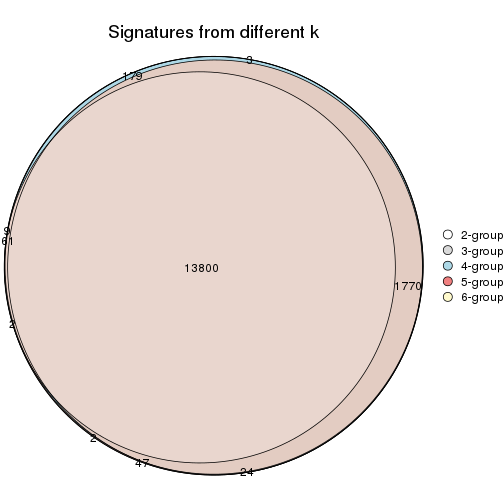 Signatures from different k
3
179
9
61
13800
1770
2
2
47
24
2-group
3-group
4-group
5-group
6-group